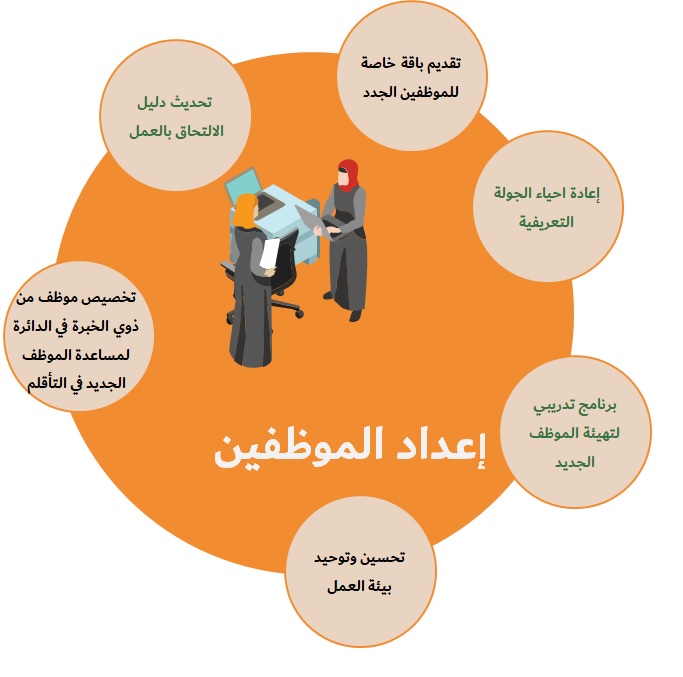 تقديم باقة خاصة
للموظفين الجدد
إعادة احياء الجولة
التعريفية
برنامج تدريبي
لتهيئة الموظف
الجديد
تحسين وتوحيد
بيئة العمل
تخصيص موظف من
ذوي الخبرة في الدائرة
لمساعدة الموظف
الجديد في التأقلم
تحديث دليل
الالتحاق بالعمل
إعداد الموظفين